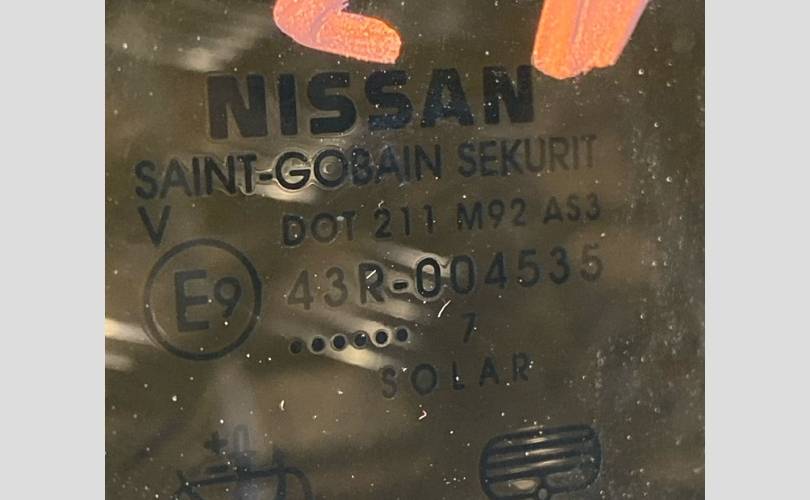 NISSAN
SAINT-GOBAIN SEKURIT
V DOT 211 M92 AS3
E9 43R-004535
...... 7
SOLAR